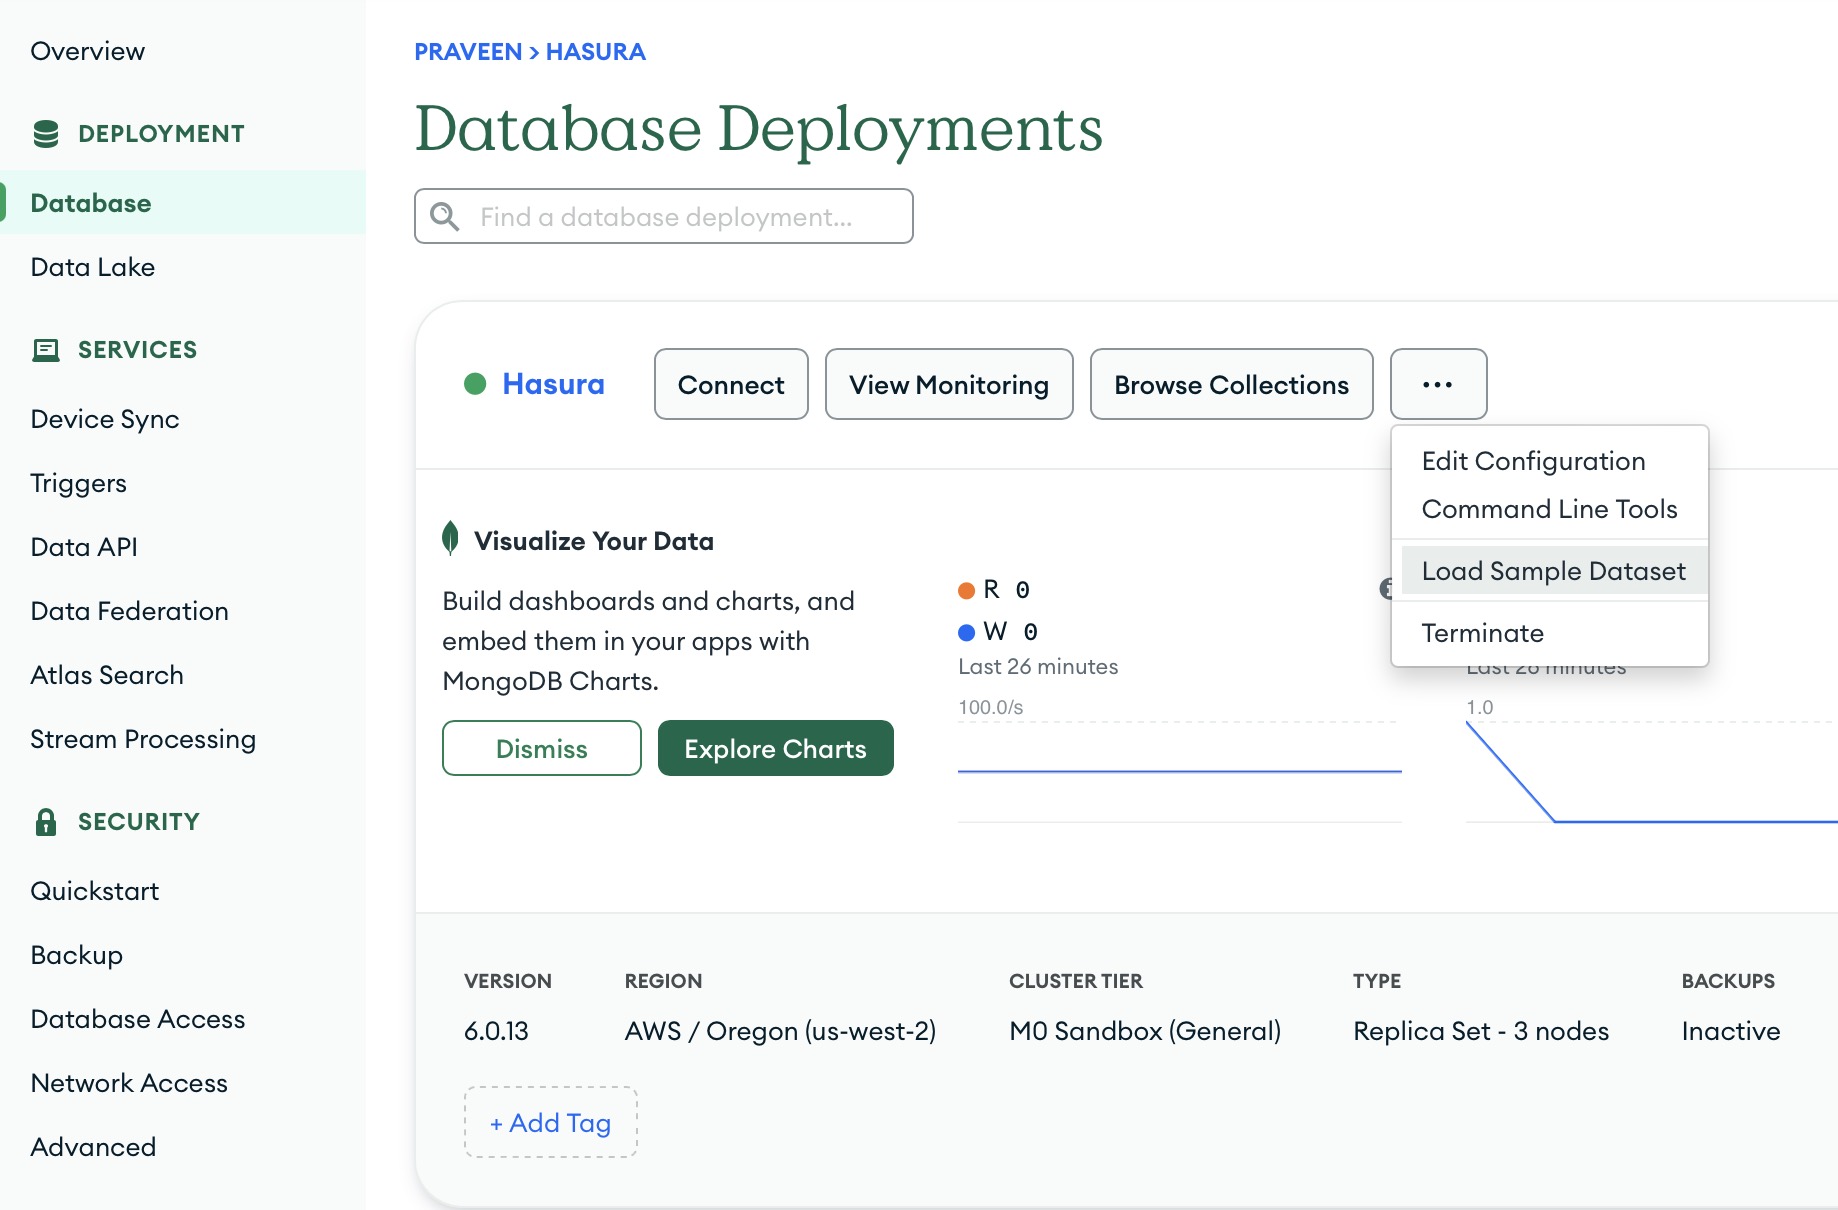 Overview
DEPLOYMENT
Database
Data Lake
SERVICES
Device Sync
Triggers
Data API
Data Federation
Atlas Search
Stream Processing
SECURITY
Quickstart
Backup
Database Access
Network Access
Advanced
PRAVEEN > HASURA
Database Deployments
Find a database deployment...
Hasura
Connect
View Monitoring
Browse Collections
...
Edit Configuration
Command Line Tools
Load Sample Dataset
Terminate
Visualize Your Data
Build dashboards and charts, and
embed them in your apps with
MongoDB Charts.
Dismiss
Explore Charts
R 0
W 0
Last 26 minutes
100.0/s
Last 26 minutes
1.0
VERSION
6.0.13
REGION
AWS / Oregon (us-west-2)
CLUSTER TIER
M0 Sandbox (General)
TYPE
Replica Set - 3 nodes
BACKUPS
Inactive
+ Add Tag